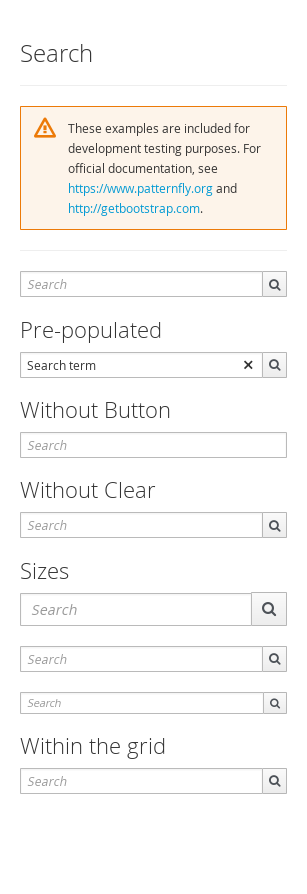 Search
These examples are included for
development testing purposes. For
official documentation, see
https://www.patternfly.org and
http://getbootstrap.com.
Search
Pre-populated
Search term
Without Button
Search
Without Clear
Search
Sizes
Search
Search
Search
Within the grid
Search